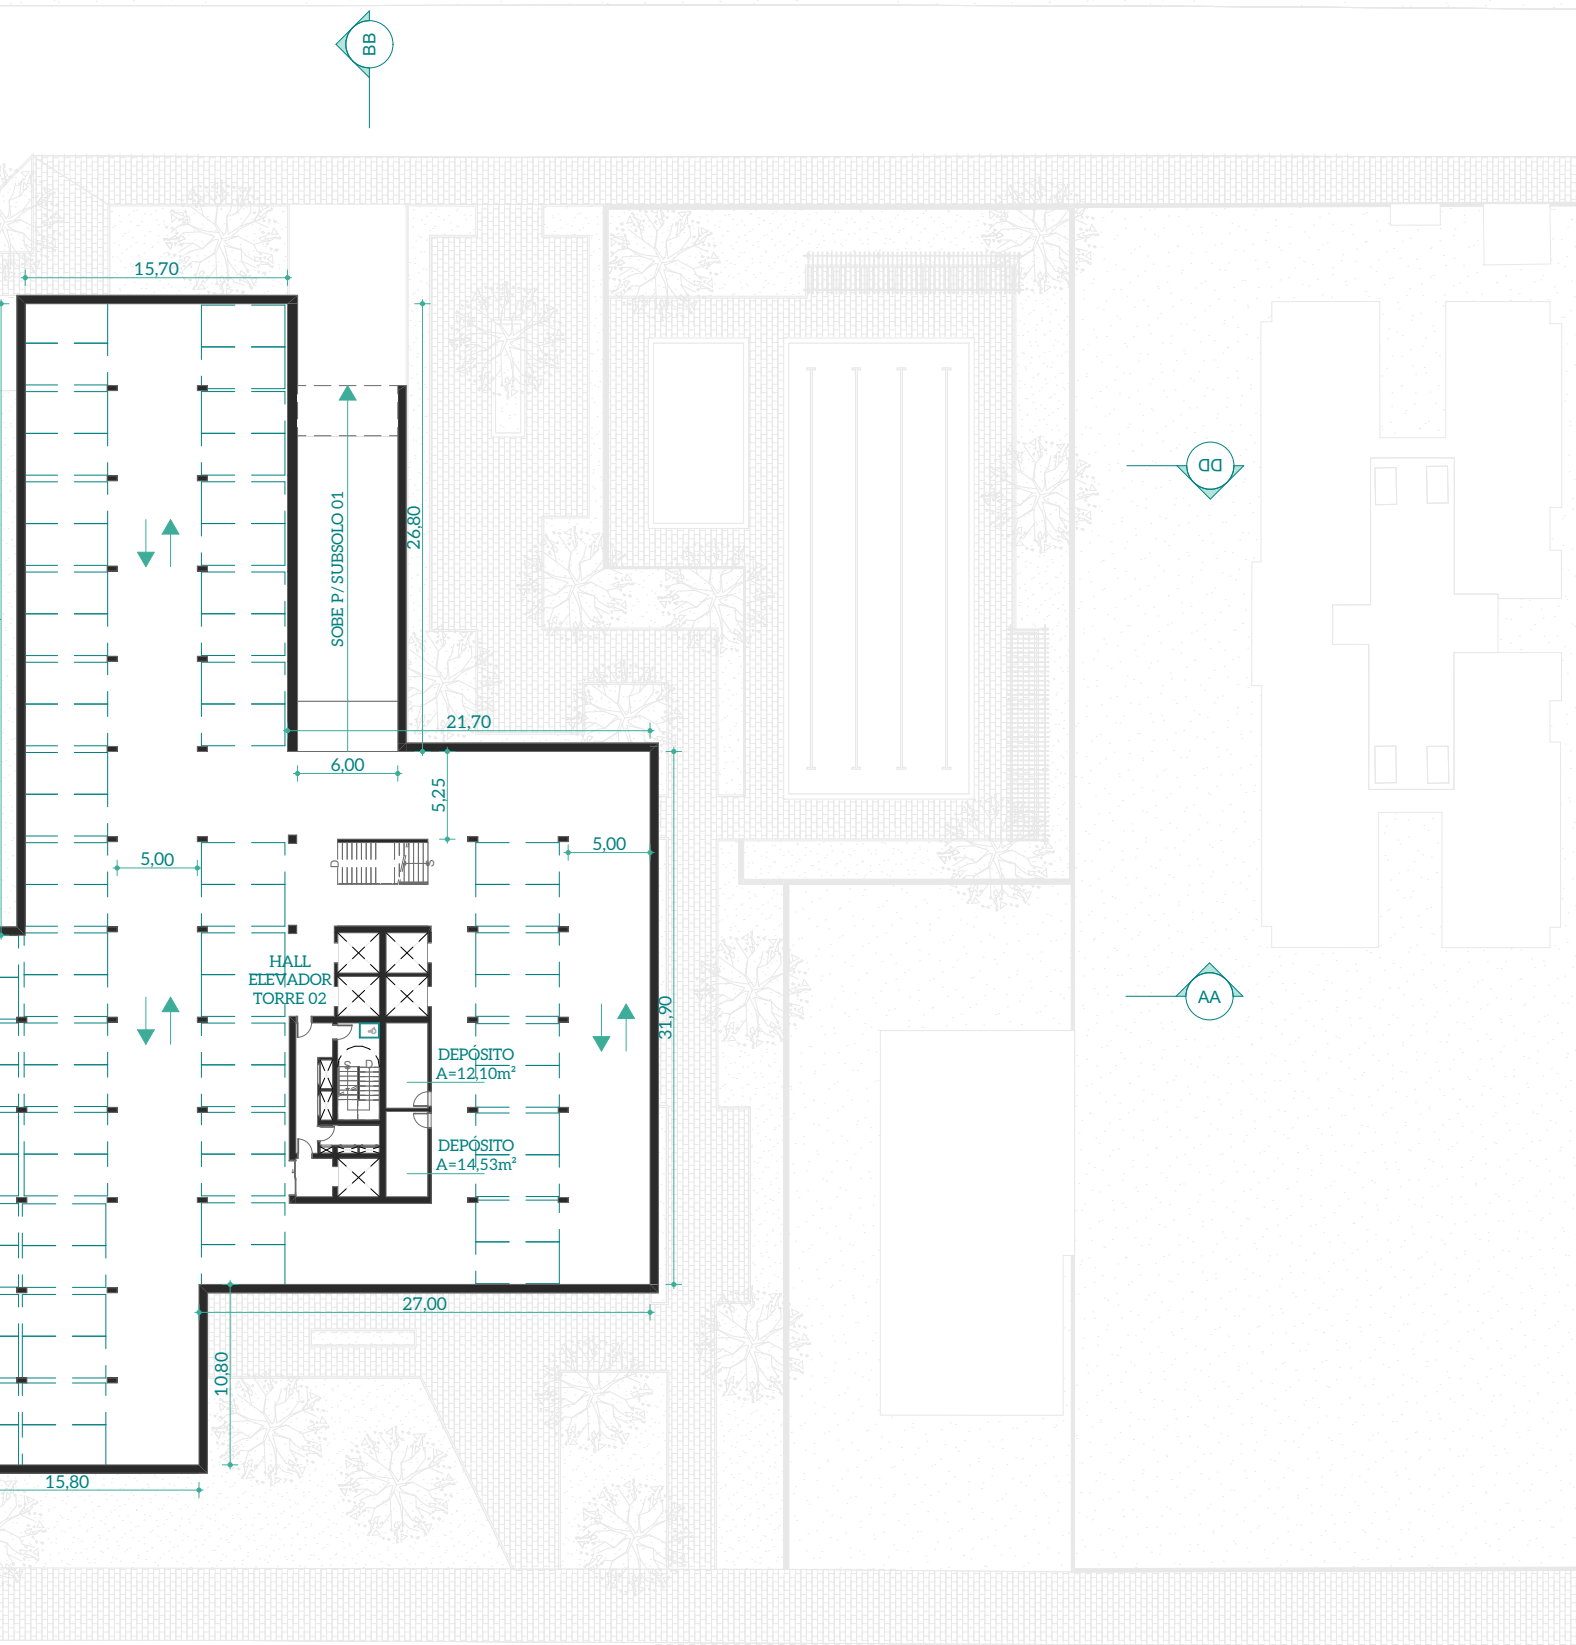 BB
15,70
26,80
SOBE P/ SUBSOLO 01
DD
21,70
6,00
5,25
5,00
5,00
D
S
HALL
ELEVADOR
TORRE 02
AA
31,90
DEPÓSITO
A=12,10m²
S
D
DEPÓSITO
A=14,53m²
27,00
10,80
15,80